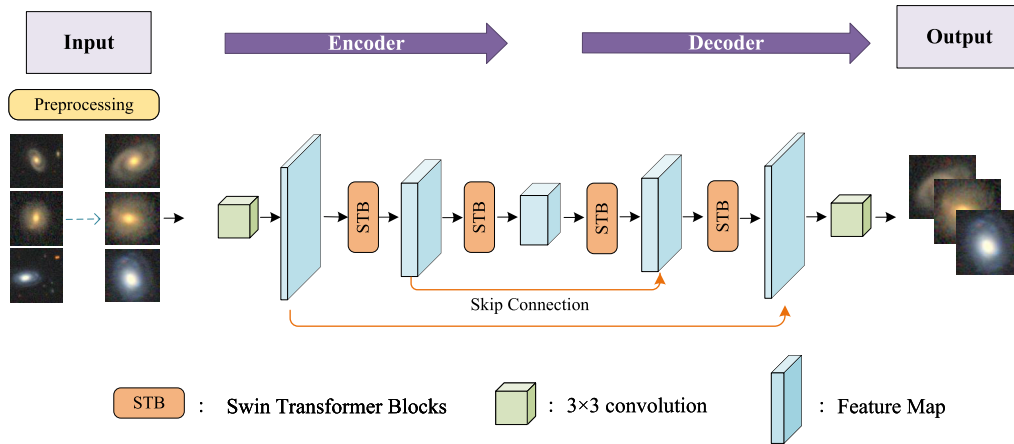 Input
Encoder
Decoder
Output
Preprocessing
STB
STB
STB
STB
Skip Connection
STB : Swin Transformer Blocks
: 3×3 convolution
: Feature Map